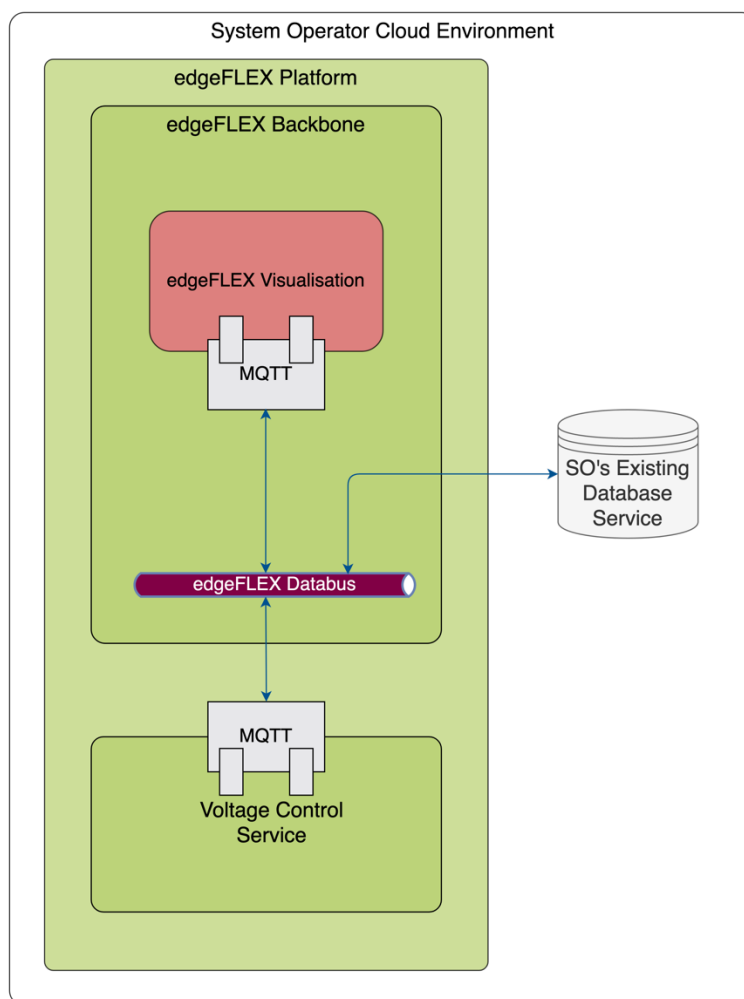 System Operator Cloud Environment
edgeFLEX Platform
edgeFLEX Backbone
edgeFLEX Visualisation
MQTT
SO's Existing
Database
Service
edgeFLEX Databus
MQTT
Voltage Control
Service